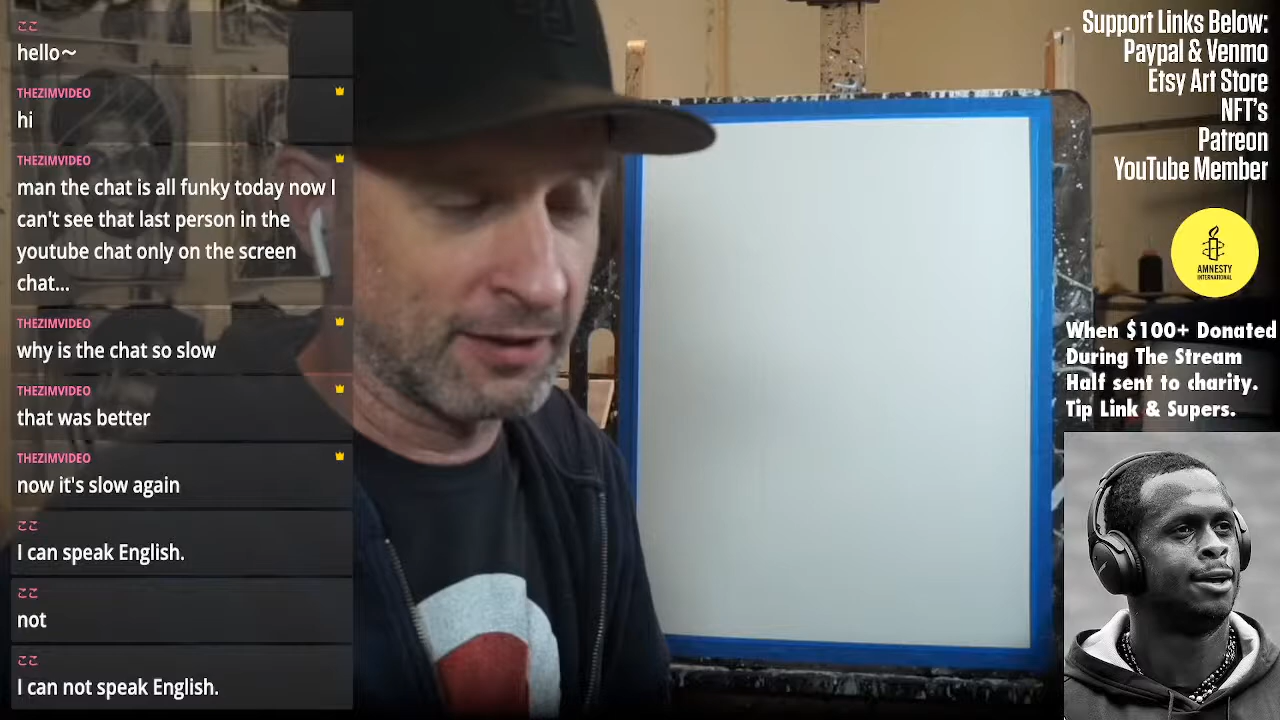 ここ
hello~
THEZIMVIDEO
hi
THEZIMVIDEO
man the chat is all funky today now I
can't see that last person in the
youtube chat only on the screen
chat...
THEZIMVIDEO
why is the chat so slow
THEZIMVIDEO
that was better
THEZIMVIDEO
now it's slow again
ここ
I can speak English.
ここ
not
ここ
I can not speak English.
Support Links Below:
Paypal & Venmo
Etsy Art Store
NFT's
Patreon
YouTube Member
AMNESTY
INTERNATIONAL
When $100+ Donated
During The Stream
Half sent to charity.
Tip Link & Supers.